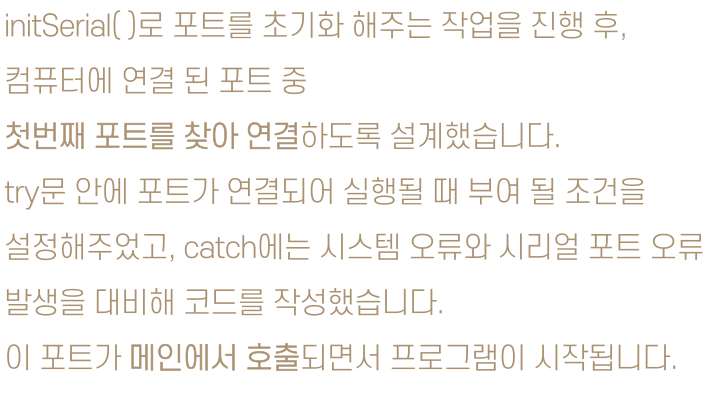 initSerial( )로 포트를 초기화 해주는 작업을 진행 후,
컴퓨터에 연결 된 포트 중
첫번째 포트를 찾아 연결하도록 설계했습니다.
try문 안에 포트가 연결되어 실행될 때 부여 될 조건을
설정해주었고, catch에는 시스템 오류와 시리얼 포트 오류
발생을 대비해 코드를 작성했습니다.
이 포트가 메인에서 호출되면서 프로그램이 시작됩니다.